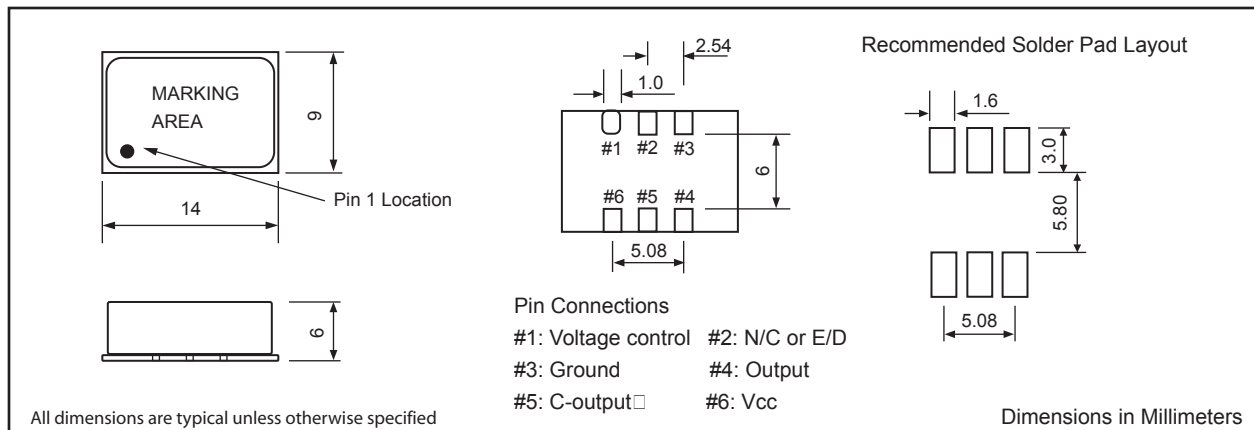 MARKING
AREA
9
14
Pin 1 Location
6
All dimensions are typical unless otherwise specified
2.54
1.0
#1 #2 #3
6
#6 #5 #4
5.08
Pin Connections
#1: Voltage control #2: N/C or E/D
#3: Ground #4: Output
#5: C-output□ #6: Vcc
Recommended Solder Pad Layout
1.6
3.0
5.80
5.08
Dimensions in Millimeters